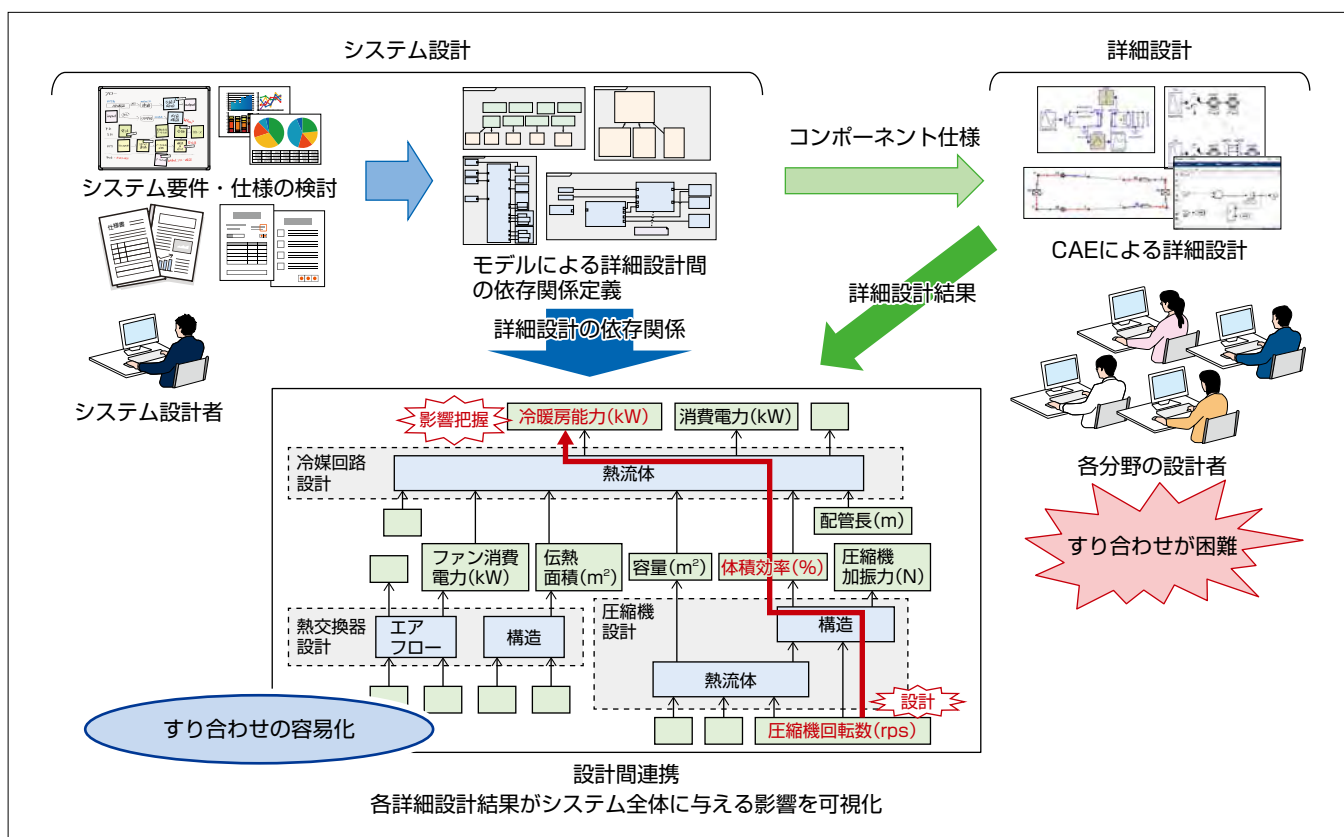 システム設計
詳細設計
システム要件・仕様の検討
仕様書
システム設計者
モデルによる詳細設計間
の依存関係定義
コンポーネント仕様
CAEによる詳細設計
詳細設計の依存関係
詳細設計結果
各分野の設計者
すり合わせが困難
影響把握
冷暖房能力(kW)
消費電力(kW)
冷媒回路
設計
熱流体
配管長(m)
ファン消費
電力(kW)
伝熱
面積(m²)
容量(m²)
体積効率(%)
圧縮機
加振力(N)
熱交換器
設計
エア
フロー
構造
圧縮機
設計
構造
熱流体
設計
圧縮機回転数(rps)
すり合わせの容易化
設計間連携
各詳細設計結果がシステム全体に与える影響を可視化